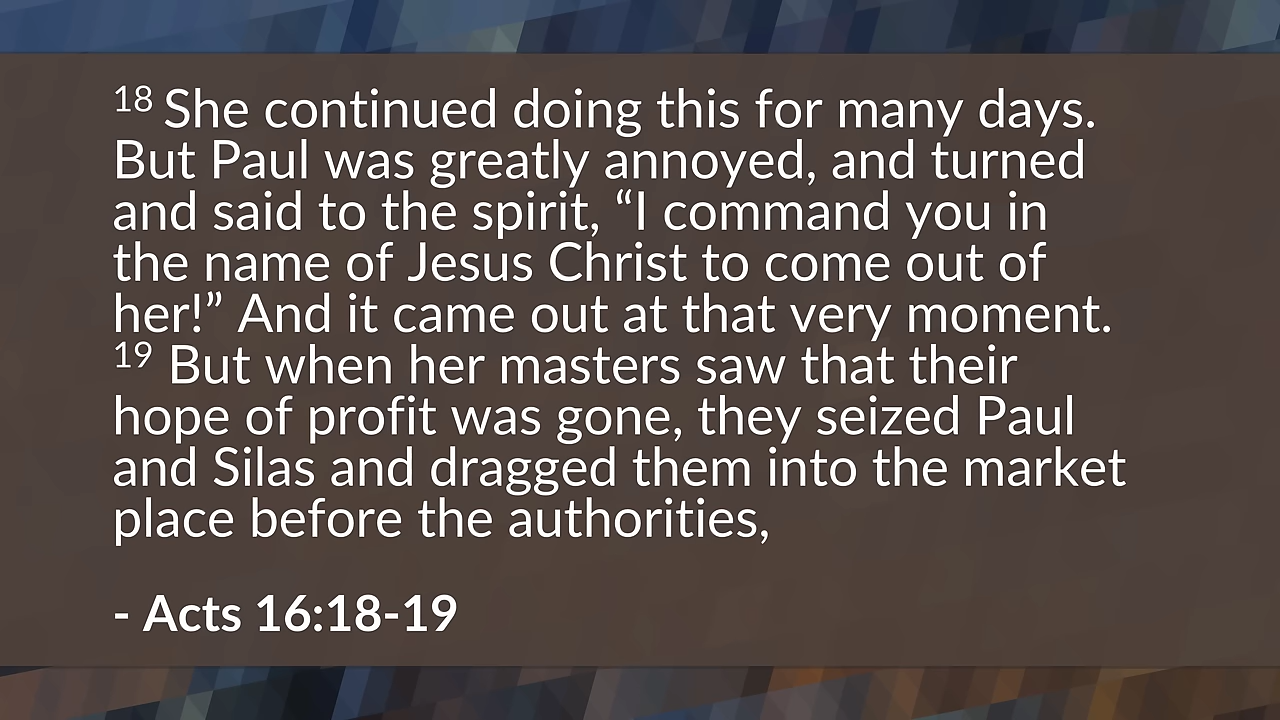 18 She continued doing this for many days.
But Paul was greatly annoyed, and turned
and said to the spirit, “I command you in
the name of Jesus Christ to come out of
her!” And it came out at that very moment.
19 But when her masters saw that their
hope of profit was gone, they seized Paul
and Silas and dragged them into the market
place before the authorities,
- Acts 16:18-19